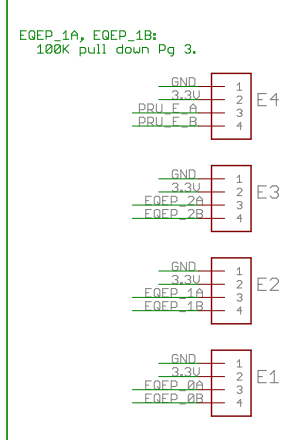 EQEP_1A, EQEP_1B:
100K pull down Pg 3.
GND 1
3.3V 2
PRU_E_A 3
PRU_E_B 4
E4
GND 1
3.3V 2
EQEP_2A 3
EQEP_2B 4
E3
GND 1
3.3V 2
EQEP_1A 3
EQEP_1B 4
E2
GND 1
3.3V 2
EQEP_0A 3
EQEP_0B 4
E1